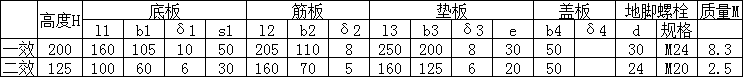 高度H 底板 筋板 垫板 盖板 地脚螺栓 质量M
l1 b1 δ1 s1 l2 b2 δ2 l3 b3 δ3 e b4 δ4 d 规格
一效 200 160 105 10 50 205 110 8 250 200 8 30 50 30 M24 8.3
二效 125 100 60 6 30 160 70 5 160 125 6 20 50 24 M20 2.5